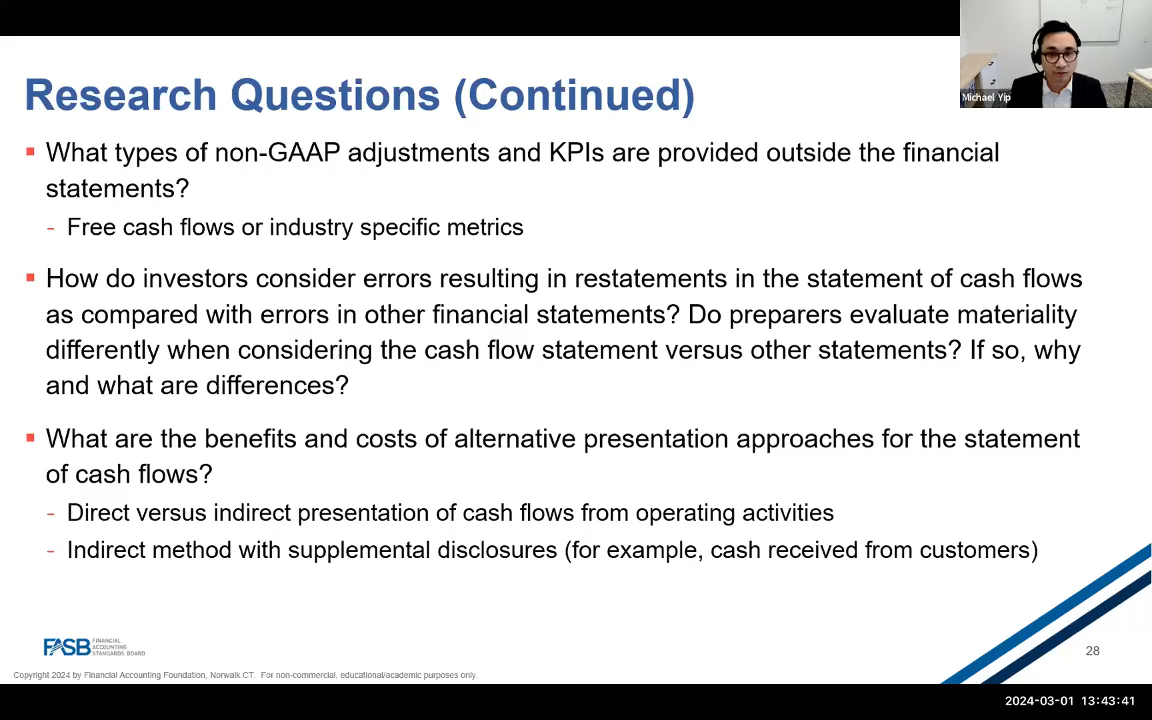 Michael Yip
Research Questions (Continued)
What types of non-GAAP adjustments and KPIs are provided outside the financial
statements?
- Free cash flows or industry specific metrics
How do investors consider errors resulting in restatements in the statement of cash flows
as compared with errors in other financial statements? Do preparers evaluate materiality
differently when considering the cash flow statement versus other statements? If so, why
and what are differences?
What are the benefits and costs of alternative presentation approaches for the statement
of cash flows?
- Direct versus indirect presentation of cash flows from operating activities
- Indirect method with supplemental disclosures (for example, cash received from customers)
FASB
FINANCIAL
ACCOUNTING
STANDARDS BOARD
28
Copyright 2024 by Financial Accounting Foundation, Norwalk CT. For non-commercial, educational/academic purposes only.
2024-03-01 13:43:41